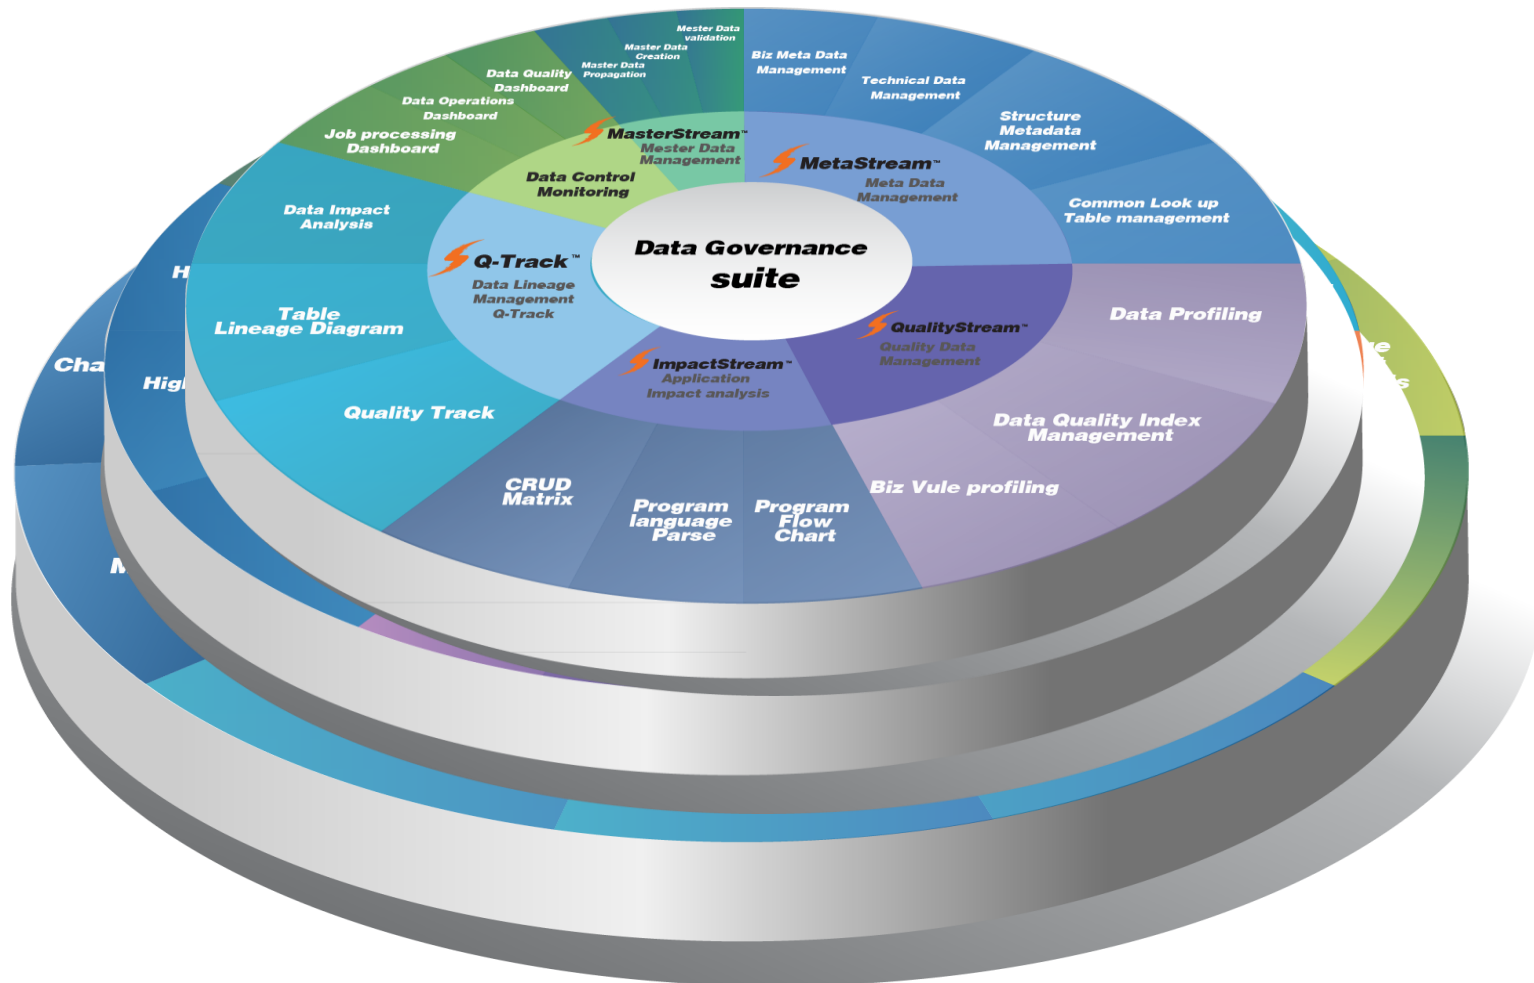 Data Governance
suite
MasterStream™
Mester Data
Management
Mester Data
validation
Master Data
Creation
Master Data
Propagation
MetaStream™
Meta Data
Management
Biz Meta Data
Management
Technical Data
Management
Structure
Metadata
Management
Common Look up
Table management
QualityStream™
Quality Data
Management
Data Profiling
Data Quality Index
Management
Biz Vule profiling
ImpactStream™
Application
Impact analysis
Program
Flow
Chart
Program
language
Parse
CRUD
Matrix
Q-Track™
Data Lineage
Management
Q-Track
Quality Track
Table
Lineage Diagram
Data Impact
Analysis
Data Control
Monitoring
Job processing
Dashboard
Data Operations
Dashboard
Data Quality
Dashboard